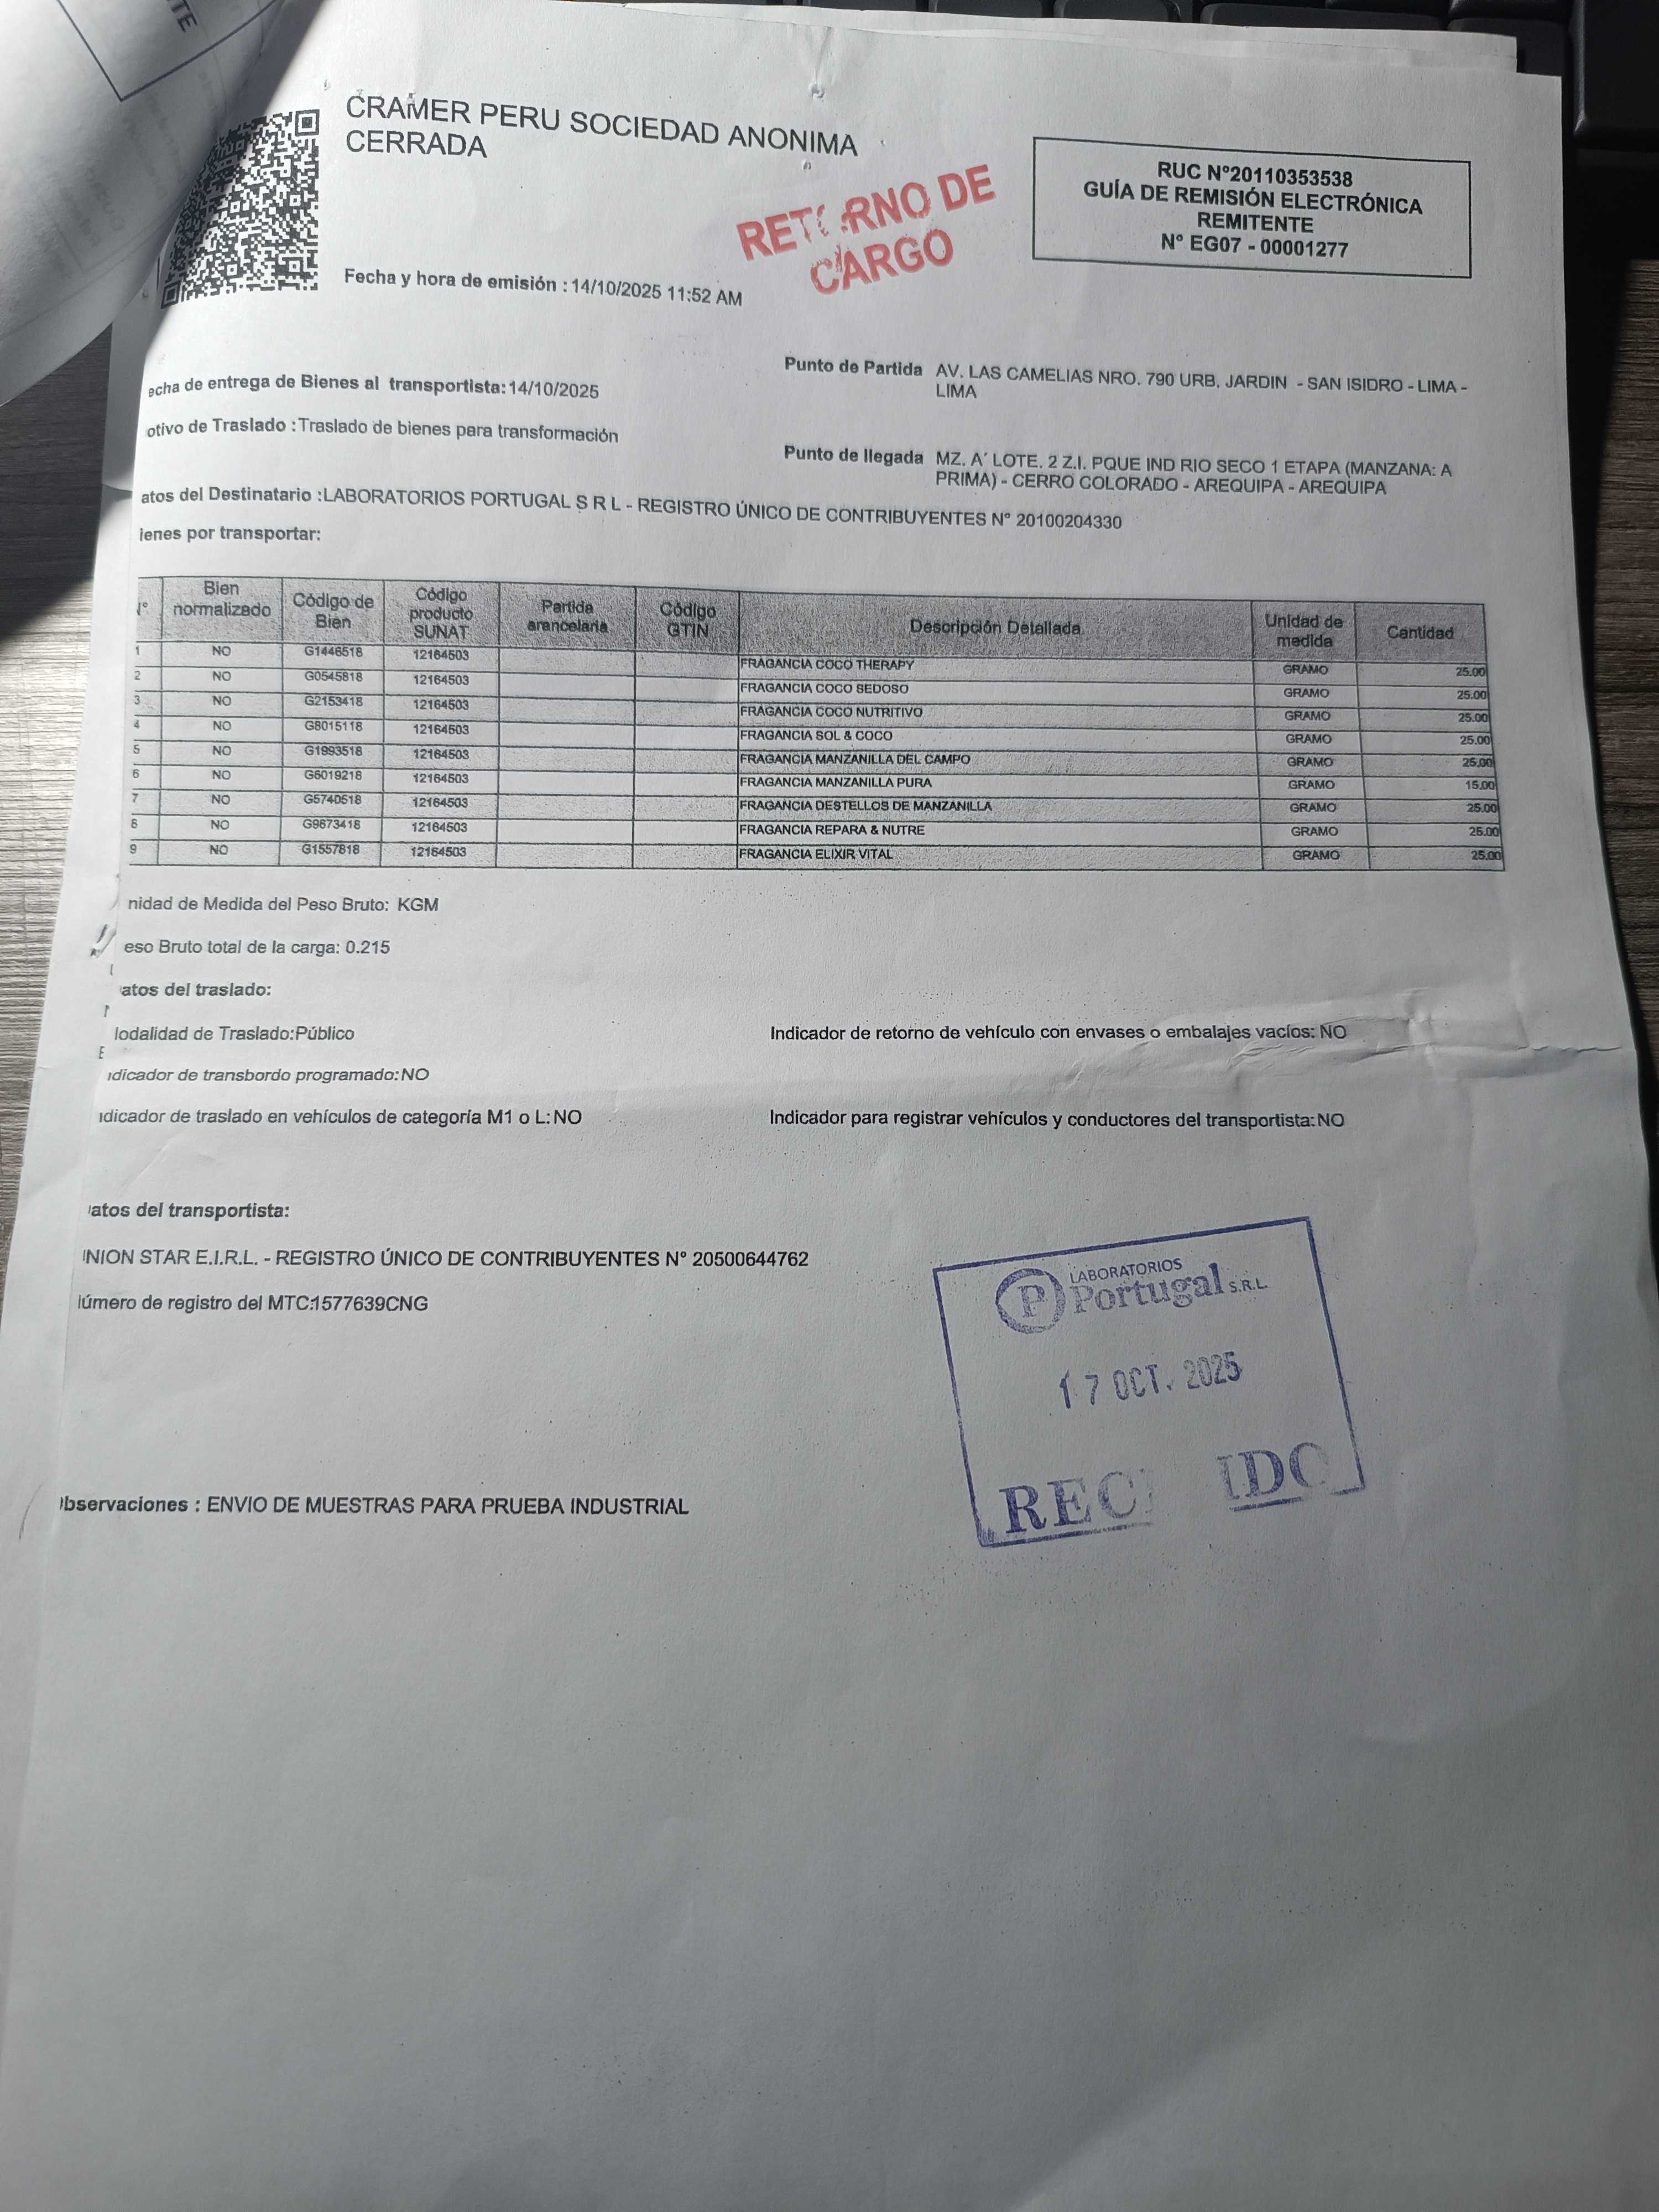 TE
CRAMER PERU SOCIEDAD ANONIMA
CERRADA
RETORNO DE
CARGO
RUC N°20110353538
GUÍA DE REMISIÓN ELECTRÓNICA
REMITENTE
N° EG07 - 00001277
Fecha y hora de emisión : 14/10/2025 11:52 AM
echa de entrega de Bienes al transportista: 14/10/2025
Punto de Partida AV. LAS CAMELIAS NRO. 790 URB. JARDIN - SAN ISIDRO - LIMA -
LIMA
otivo de Traslado : Traslado de bienes para transformación
Punto de llegada MZ. A´ LOTE. 2 Z.I. PQUE IND RIO SECO 1 ETAPA (MANZANA: A
PRIMA) - CERRO COLORADO - AREQUIPA - AREQUIPA
atos del Destinatario : LABORATORIOS PORTUGAL S R L - REGISTRO ÚNICO DE CONTRIBUYENTES N° 20100204330
ienes por transportar:
N° Bien normalizado Código de Bien Código producto SUNAT Partida arancelaria Código GTIN Descripción Detallada Unidad de medida Cantidad
1 NO G1446518 12164503 FRAGANCIA COCO THERAPY GRAMO 25.00
2 NO G0545818 12164503 FRAGANCIA COCO SEDOSO GRAMO 25.00
3 NO G2153418 12164503 FRAGANCIA COCO NUTRITIVO GRAMO 25.00
4 NO G8015118 12164503 FRAGANCIA SOL & COCO GRAMO 25.00
5 NO G1993518 12164503 FRAGANCIA MANZANILLA DEL CAMPO GRAMO 25.00
6 NO G6019218 12164503 FRAGANCIA MANZANILLA PURA GRAMO 15.00
7 NO G5740518 12164503 FRAGANCIA DESTELLOS DE MANZANILLA GRAMO 25.00
8 NO G9673418 12164503 FRAGANCIA REPARA & NUTRE GRAMO 25.00
9 NO G1557818 12164503 FRAGANCIA ELIXIR VITAL GRAMO 25.00
nidad de Medida del Peso Bruto: KGM
eso Bruto total de la carga: 0.215
atos del traslado:
lodalidad de Traslado: Público
Indicador de retorno de vehículo con envases o embalajes vacíos: NO
dicador de transbordo programado: NO
dicador de traslado en vehículos de categoría M1 o L: NO
Indicador para registrar vehículos y conductores del transportista: NO
atos del transportista:
NION STAR E.I.R.L. - REGISTRO ÚNICO DE CONTRIBUYENTES N° 20500644762
úmero de registro del MTC: 1577639CNG
LABORATORIOS
Portugal S.R.L
17 OCT. 2025
RECIBIDO
bservaciones : ENVIO DE MUESTRAS PARA PRUEBA INDUSTRIAL